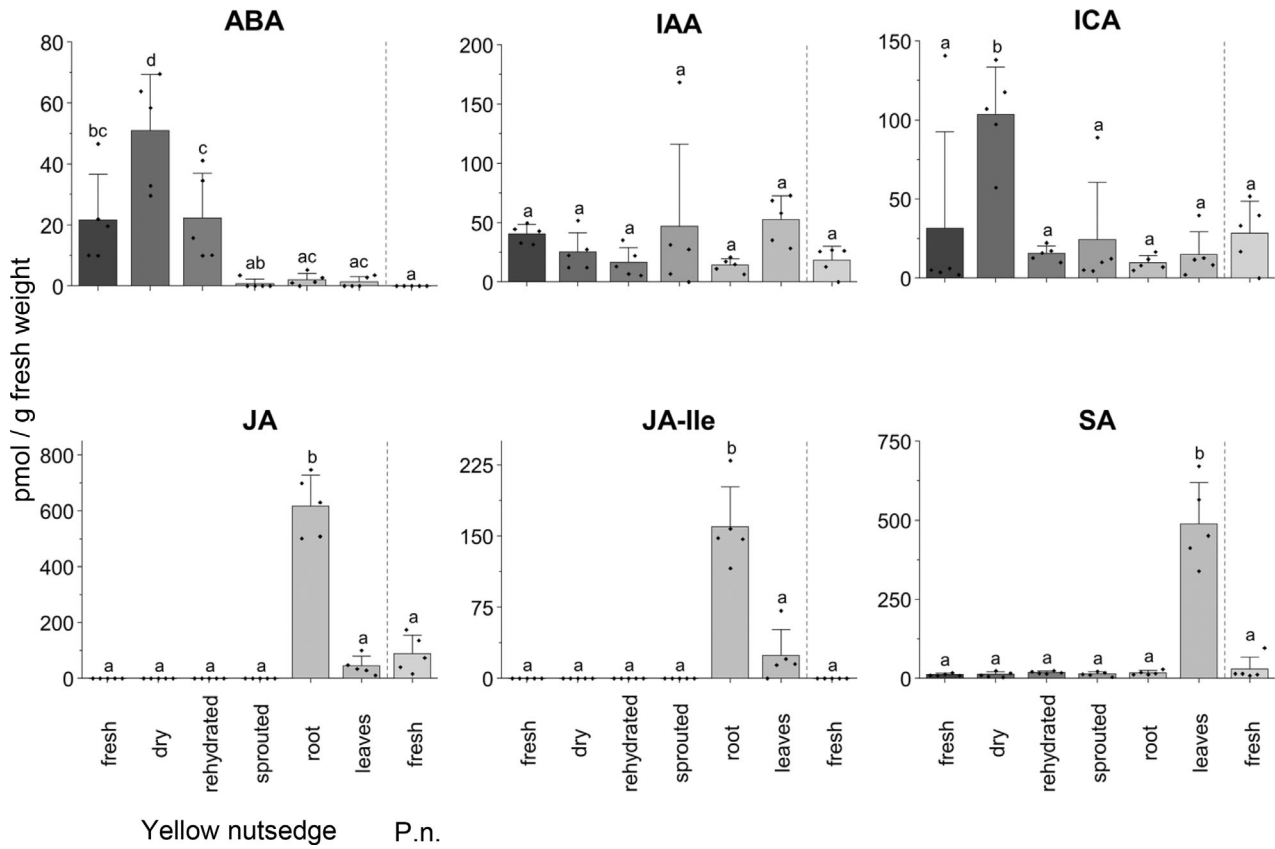 ABA
IAA
ICA
80
60
40
20
0
bc
d
c
ab
ac
ac
a
200
150
100
50
0
a
a
a
a
a
a
a
150
100
50
0
a
b
a
a
a
a
a
pmol / g fresh weight
JA
JA-Ile
SA
800
600
400
200
0
a
a
a
a
b
a
a
225
150
75
0
a
a
a
a
b
a
a
750
500
250
0
a
a
a
a
a
b
a
fresh
dry
rehydrated
sprouted
root
leaves
fresh
fresh
dry
rehydrated
sprouted
root
leaves
fresh
fresh
dry
rehydrated
sprouted
root
leaves
fresh
Yellow nutsedge
P.n.